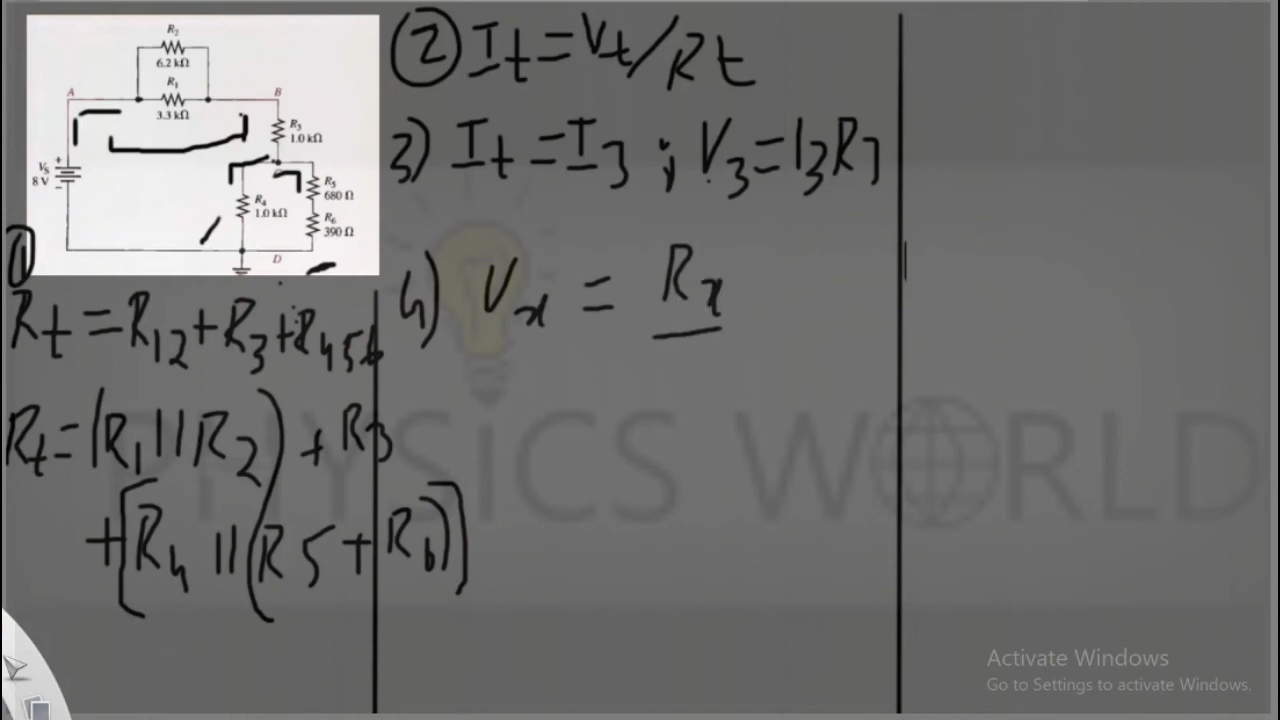 R₂
6.2 kΩ
R₁
3.3 kΩ
A
B
R₃
1.0 kΩ
Vs
8 V
+
−
R₄
1.0 kΩ
R₅
680 Ω
R₆
390 Ω
D
①
Rt = R12 + R3 + R456
Rt = (R1 || R2) + R3
+ [R4 || (R5 + R6)]
② It = Vt/Rt
3) It = I3 ; V3 = I3R3
4) Vx = Rx
PHYSiCS WORLD
Activate Windows
Go to Settings to activate Windows.